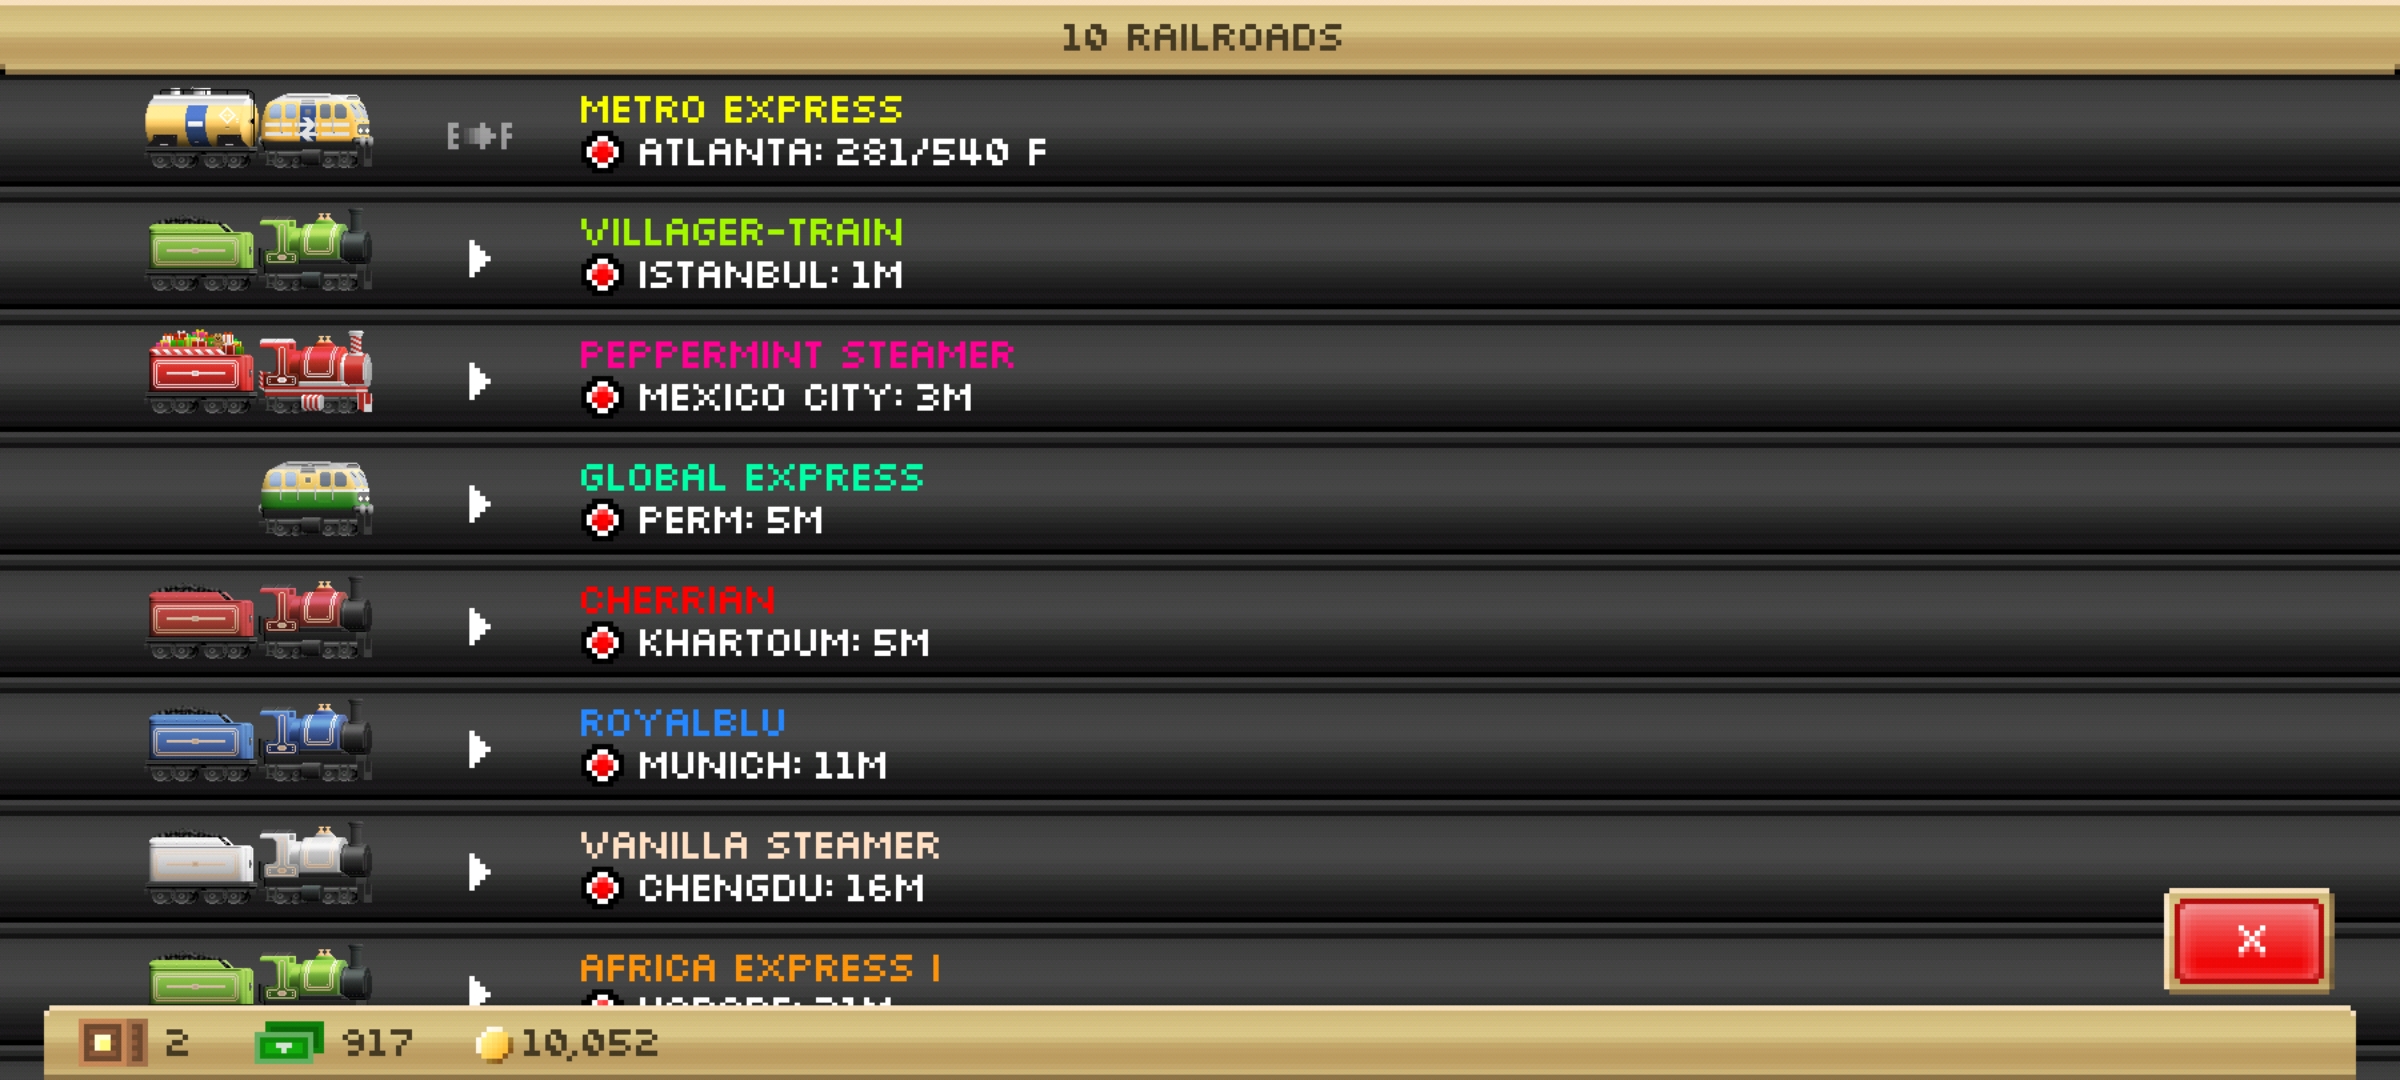 10 RAILROADS
METRO EXPRESS
E F
ATLANTA: 281/540 F
VILLAGER-TRAIN
ISTANBUL: 1M
PEPPERMINT STEAMER
MEXICO CITY: 3M
GLOBAL EXPRESS
PERM: 5M
CHERRIAN
KHARTOUM: 5M
ROYALBLU
MUNICH: 11M
VANILLA STEAMER
CHENGDU: 16M
AFRICA EXPRESS I
X
2 917 10,052